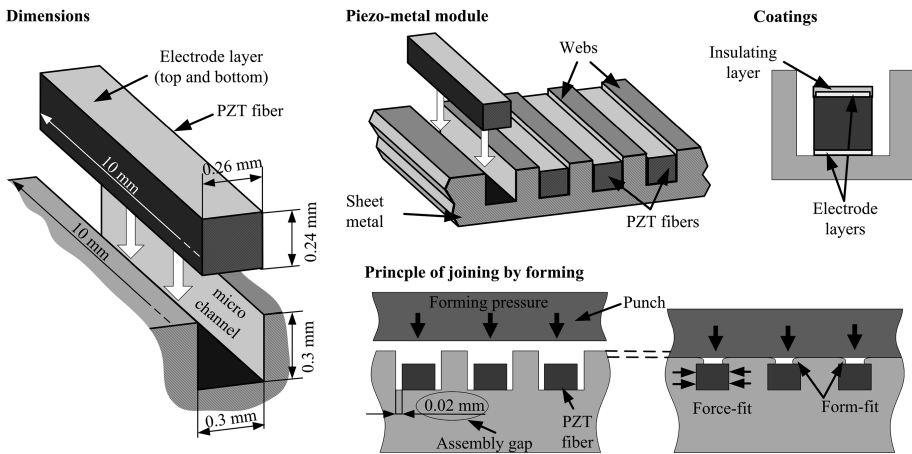 Dimensions
Electrode layer
(top and bottom)
PZT fiber
10 mm
0.26 mm
0.24 mm
10 mm
micro
channel
0.3 mm
0.3 mm
Piezo-metal module
Webs
Sheet
metal
PZT fibers
Coatings
Insulating
layer
Electrode
layers
Princple of joining by forming
Forming pressure
Punch
0.02 mm
Assembly gap
PZT
fiber
Force-fit
Form-fit